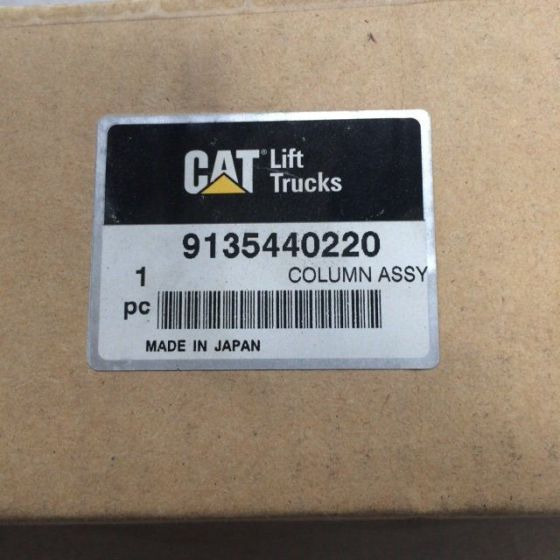 CAT® Lift
Trucks
9135440220
1 COLUMN ASSY
pc
MADE IN JAPAN